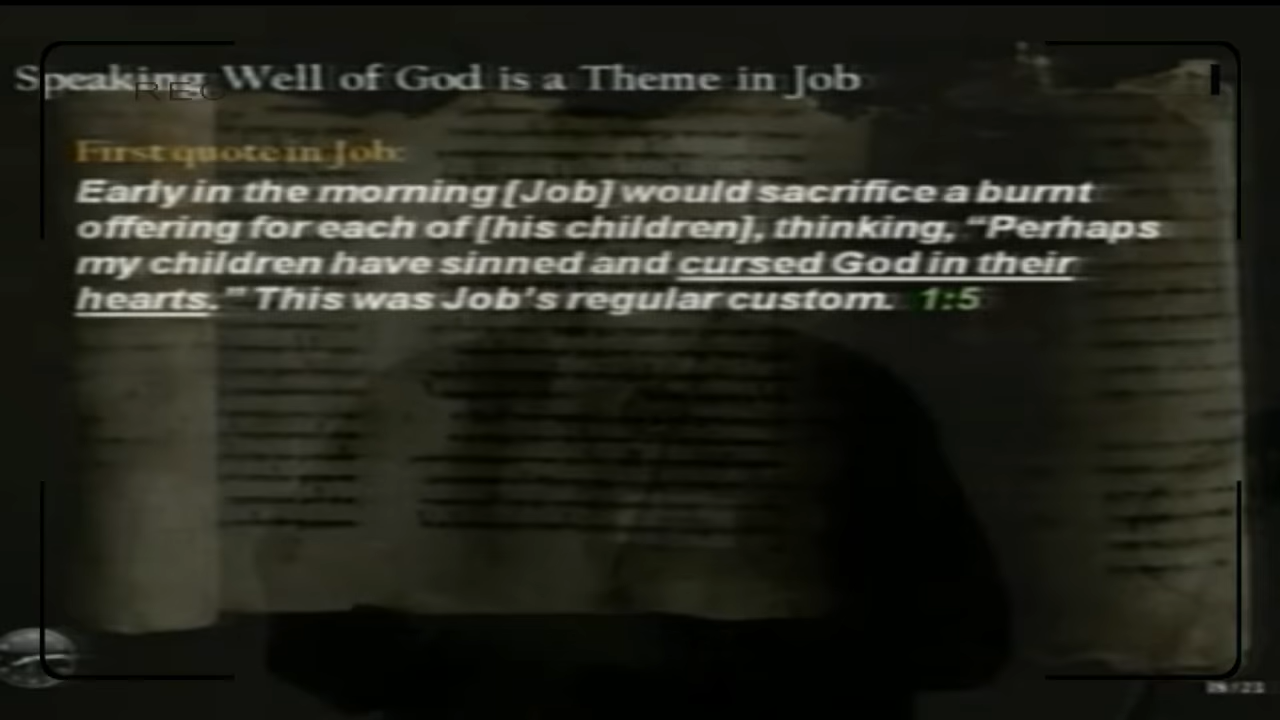 Speaking Well of God is a Theme in Job
REC
First quote in Job:
Early in the morning [Job] would sacrifice a burnt
offering for each of [his children], thinking, “Perhaps
my children have sinned and cursed God in their
hearts.” This was Job’s regular custom. 1:5